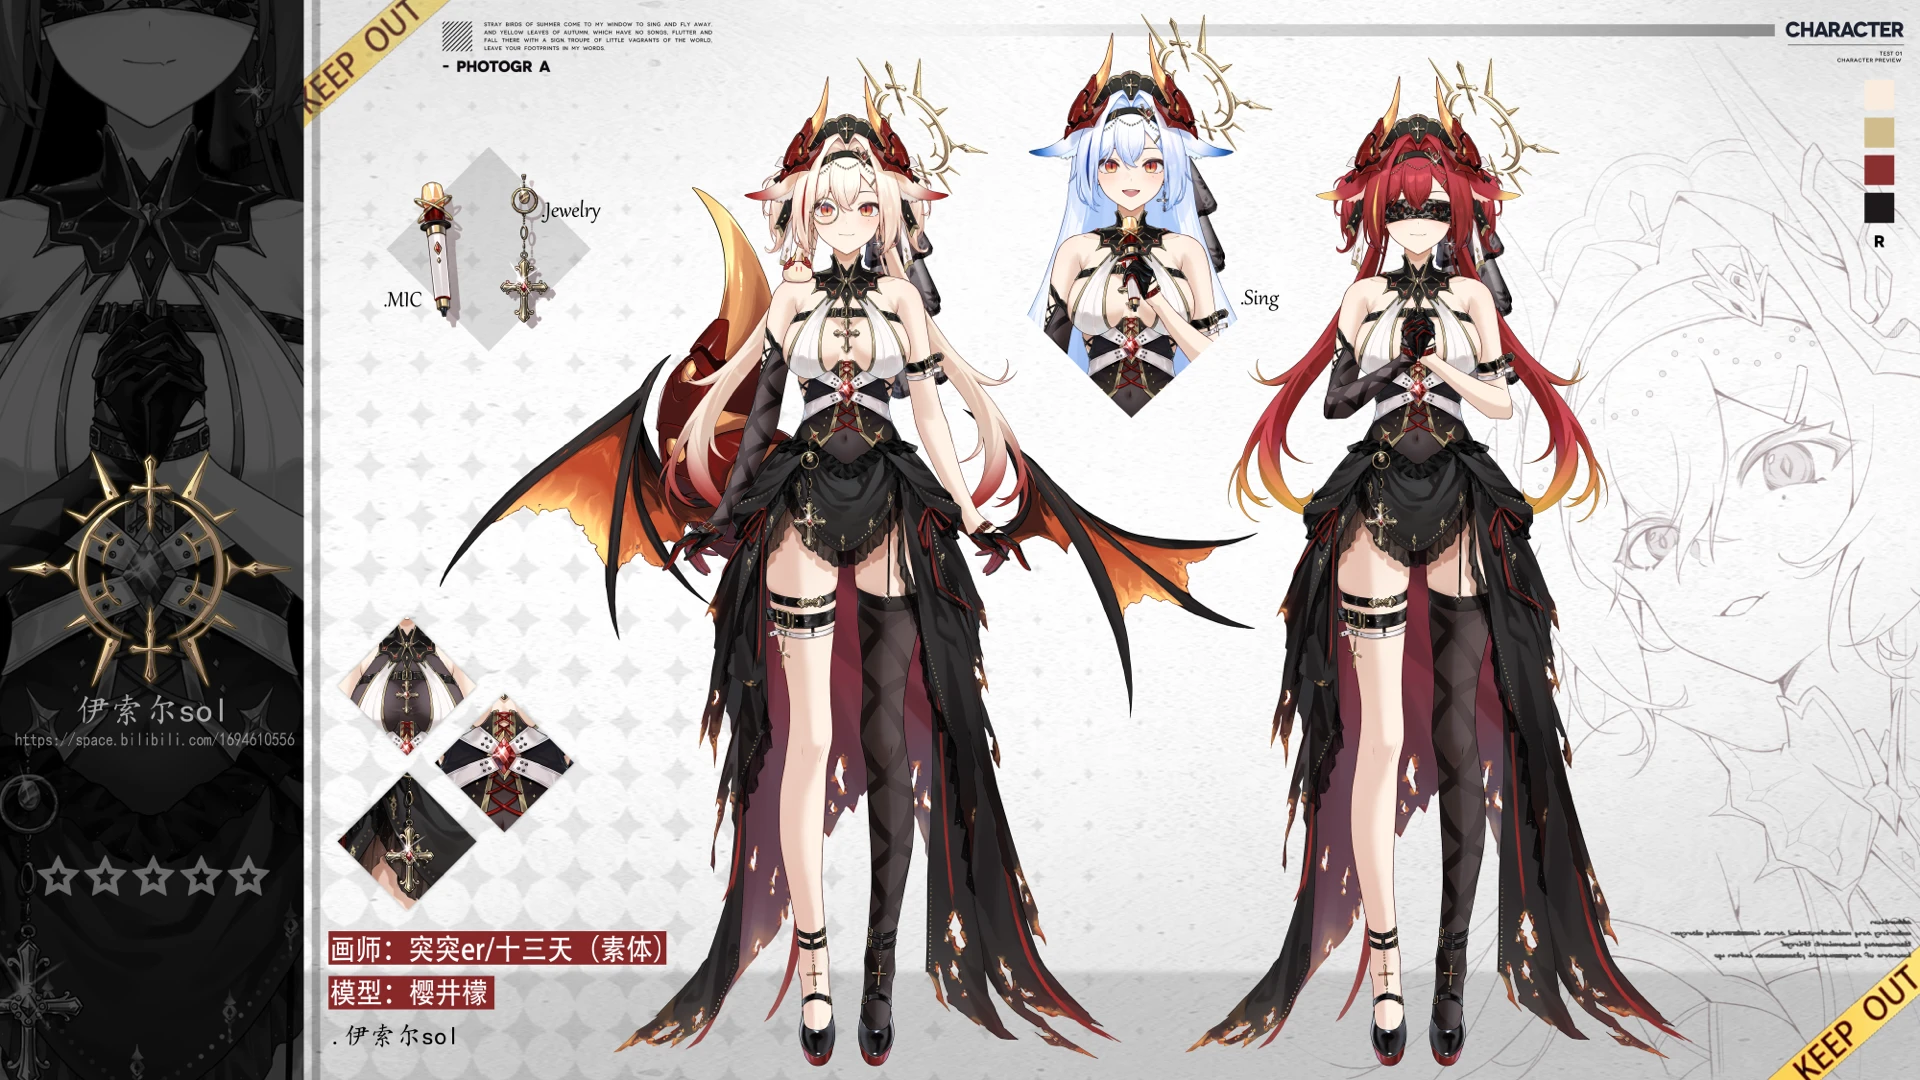 KEEP OUT
STRAY BIRDS OF SUMMER COME TO MY WINDOW TO SING AND FLY AWAY.
AND YELLOW LEAVES OF AUTUMN, WHICH HAVE NO SONGS, FLUTTER AND
FALL THERE WITH A SIGN. TROUPE OF LITTLE VAGRANTS OF THE WORLD,
LEAVE YOUR FOOTPRINTS IN MY WORDS.
- PHOTOGR A
CHARACTER
TEST 01
CHARACTER PREVIEW
R
.Jewelry
.MIC
.Sing
伊索尔sol
https://space.bilibili.com/1694610556
画师：突突er/十三天（素体）
模型：樱井檬
. 伊索尔sol
KEEP OUT